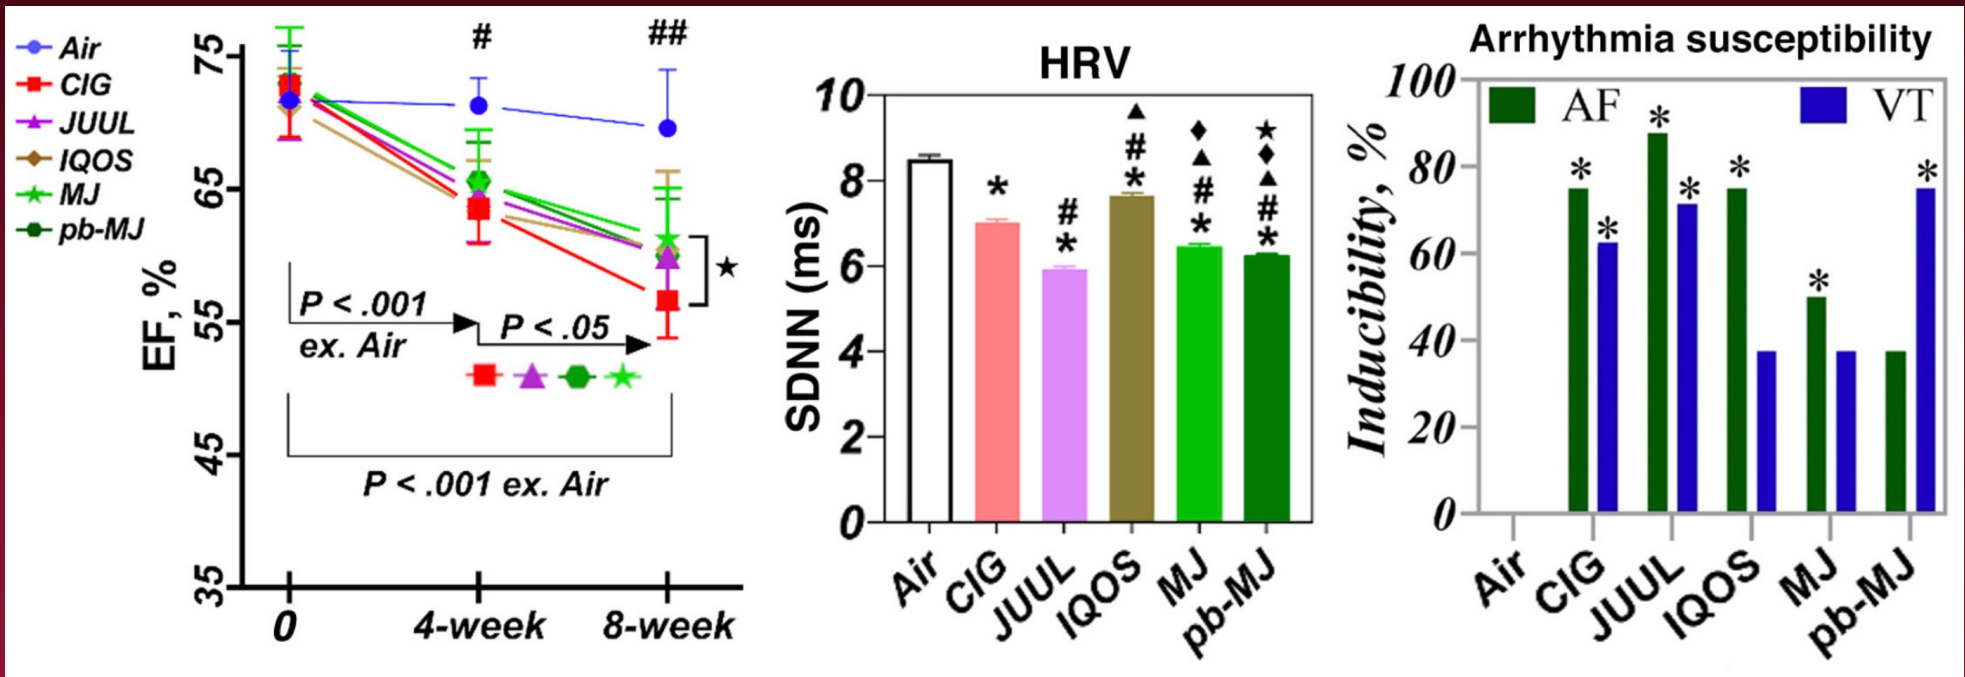 Air
CIG
JUUL
IQOS
MJ
pb-MJ
EF, %
75
65
55
45
35
#
##
★
P < .001
ex. Air
P < .05
P < .001 ex. Air
0
4-week
8-week
HRV
SDNN (ms)
10
8
6
4
2
0
*
#
*
▲
#
*
♦
▲
#
*
★
♦
▲
#
*
Air
CIG
JUUL
IQOS
MJ
pb-MJ
Arrhythmia susceptibility
Inducibility, %
100
80
60
40
20
0
AF
VT
*
*
*
*
*
*
*
Air
CIG
JUUL
IQOS
MJ
pb-MJ